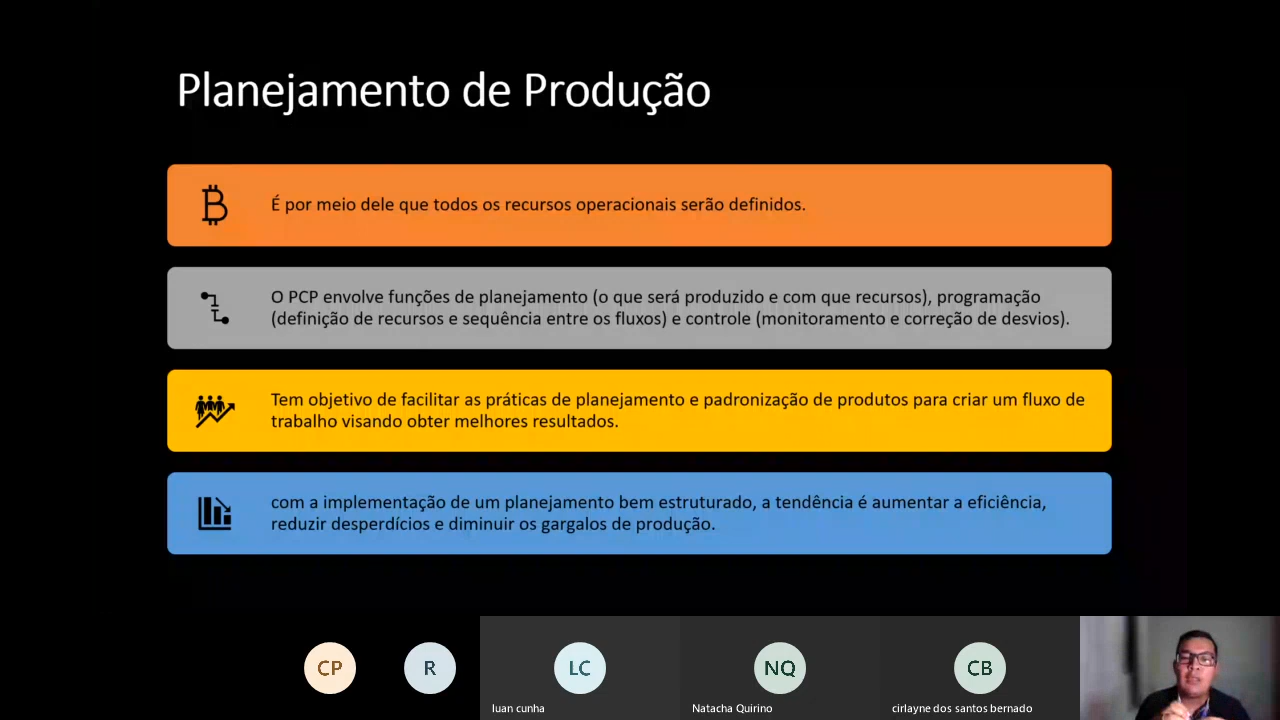 Planejamento de Produção
É por meio dele que todos os recursos operacionais serão definidos.
O PCP envolve funções de planejamento (o que será produzido e com que recursos), programação
(definição de recursos e sequência entre os fluxos) e controle (monitoramento e correção de desvios).
Tem objetivo de facilitar as práticas de planejamento e padronização de produtos para criar um fluxo de
trabalho visando obter melhores resultados.
com a implementação de um planejamento bem estruturado, a tendência é aumentar a eficiência,
reduzir desperdícios e diminuir os gargalos de produção.
CP
R
LC
NQ
CB
luan cunha
Natacha Quirino
cirlayne dos santos bernado